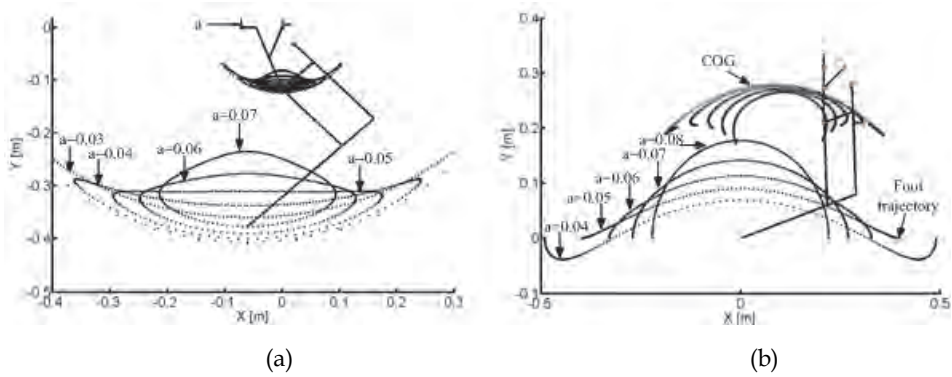 a
0
-0.1
-0.2
-0.3
-0.4
-0.5
Y [m]
a=0.07
a=0.03
a=0.04
a=0.06
a=0.05
-0.4 -0.3 -0.2 -0.1 0 0.1 0.2 0.3
X [m]
(a)
0.4
0.3
0.2
0.1
0
-0.1
Y [m]
COG
a=0.08
a=0.07
a=0.06
a=0.05
a=0.04
Foot
trajectory
-0.5 0 0.5
X [m]
(b)